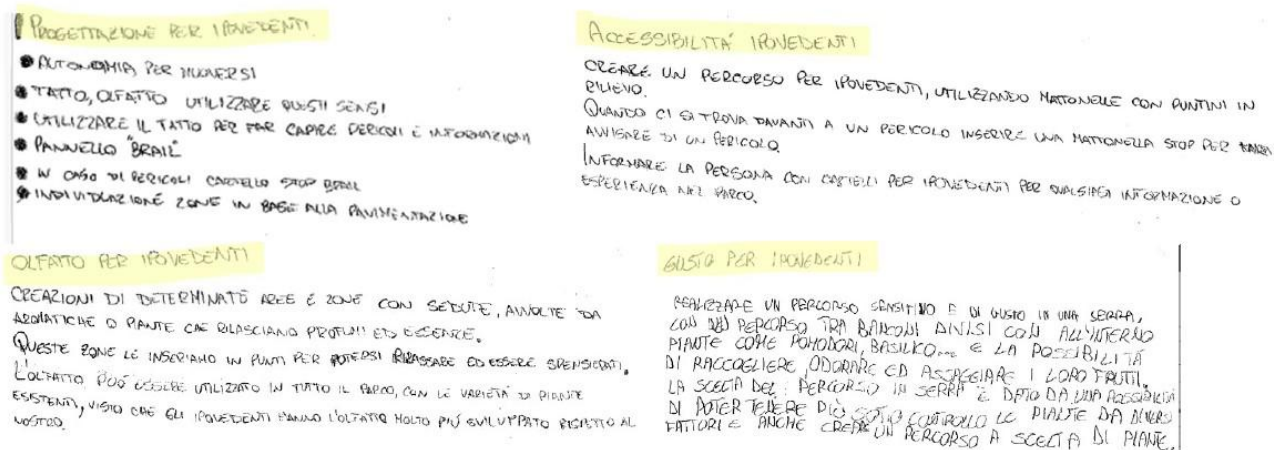 PROGETTAZIONE PER IPOVEDENTI
AUTONOMIA PER MUOVERSI
TATTO, OLFATTO UTILIZZARE QUESTI SENSI
UTILIZZARE IL TATTO PER FAR CAPIRE PERICOLI E INFORMAZIONI
PANNELLO "BRAIL"
IN CASO DI PERICOLI CARTELLO STOP BRAIL
INDIVIDUAZIONE ZONE IN BASE ALLA PAVIMENTAZIONE
ACCESSIBILITA' IPOVEDENTI
CREARE UN PERCORSO PER IPOVEDENTI, UTILIZZANDO MATTONELLE CON PUNTINI IN
RILIEVO.
QUANDO CI SI TROVA DAVANTI A UN PERICOLO INSERIRE UNA MATTONELLA STOP PER
AVVISARE DI UN PERICOLO.
INFORMARE LA PERSONA CON CARTELLI PER IPOVEDENTI PER QUALSIASI INFORMAZIONE O
ESPERIENZA NEL PARCO.
OLFATTO PER IPOVEDENTI
CREAZIONI DI DETERMINATE AREE E ZONE CON SEDUTE, AVVOLTE DA
AROMATICHE O PIANTE CHE RILASCIANO PROFUMI ED ESSENZE.
QUESTE ZONE LE INSERIAMO IN PUNTI PER POTERSI RILASSARE ED ESSERE SPENSIERATI.
L'OLFATTO PUÓ ESSERE UTILIZZATO IN TUTTO IL PARCO, CON LE VARIETA' DI PIANTE
ESISTENTI, VISTO CHE GLI IPOVEDENTI HANNO L'OLFATTO MOLTO PIÚ SVILUPPATO RISPETTO AL
NOSTRO.
GUSTO PER IPOVEDENTI
REALIZZARE UN PERCORSO SENSITIVO E DI GUSTO IN UNA SERRA,
CON PERCORSO TRA BANCONI DIVISI CON ALL'INTERNO
PIANTE COME POMODORI, BASILICO... E LA POSSIBILITÁ
DI RACCOGLIERE, ODORARE ED ASSAGGIARE I LORO FRUTTI.
LA SCELTA DEL PERCORSO IN SERRA È DATO DA UNA POSSIBILITÁ
DI POTER TENERE PIÙ SOTTO CONTROLLO LE PIANTE DA DIVERSI
FATTORI E ANCHE CREARE UN PERCORSO A SCELTA DI PIANTE.